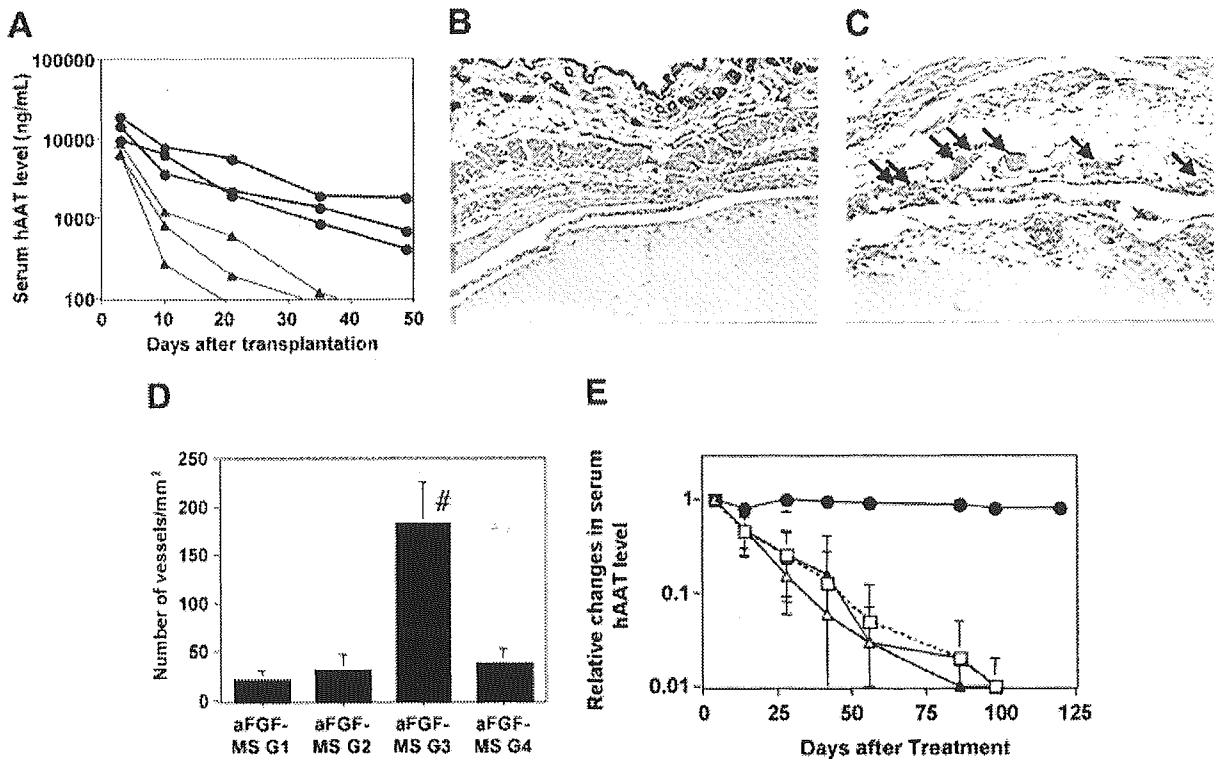 A
B
C
Serum hAAT level (ng/mL)
100000
10000
1000
100
0
10
20
30
40
50
Days after transplantation
D
E
Number of vessels/mm²
250
200
150
100
50
0
#
aFGF-
MS G1
aFGF-
MS G2
aFGF-
MS G3
aFGF-
MS G4
Relative changes in serum
hAAT level
1
0.1
0.01
0
25
50
75
100
125
Days after Treatment